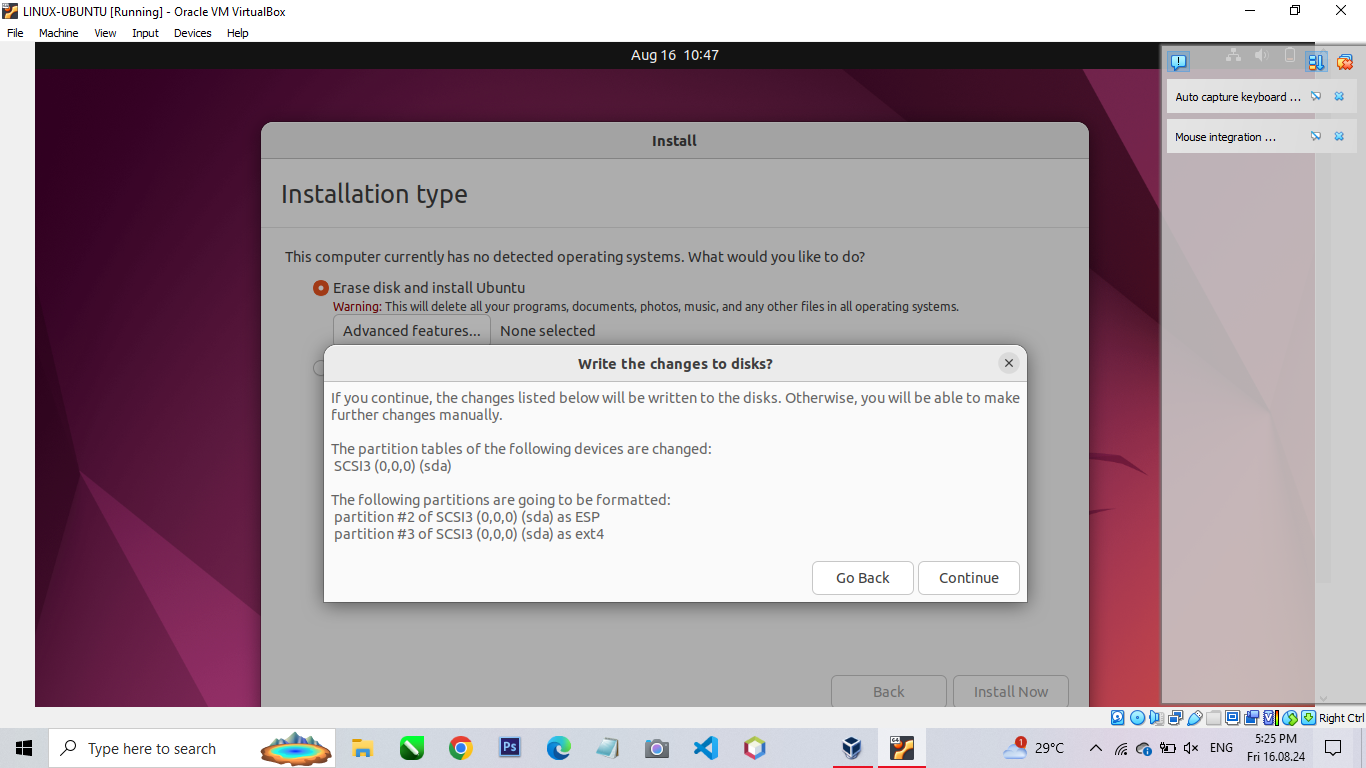 LINUX-UBUNTU [Running] - Oracle VM VirtualBox
File Machine View Input Devices Help
Aug 16 10:47
Auto capture keyboard ...
Mouse integration ...
Install
Installation type
This computer currently has no detected operating systems. What would you like to do?
Erase disk and install Ubuntu
Warning: This will delete all your programs, documents, photos, music, and any other files in all operating systems.
Advanced features... None selected
Write the changes to disks?
If you continue, the changes listed below will be written to the disks. Otherwise, you will be able to make
further changes manually.
The partition tables of the following devices are changed:
SCSI3 (0,0,0) (sda)
The following partitions are going to be formatted:
partition #2 of SCSI3 (0,0,0) (sda) as ESP
partition #3 of SCSI3 (0,0,0) (sda) as ext4
Go Back Continue
Back Install Now
Right Ctrl
Type here to search
Ps
1
29°C
ENG
5:25 PM
Fri 16.08.24